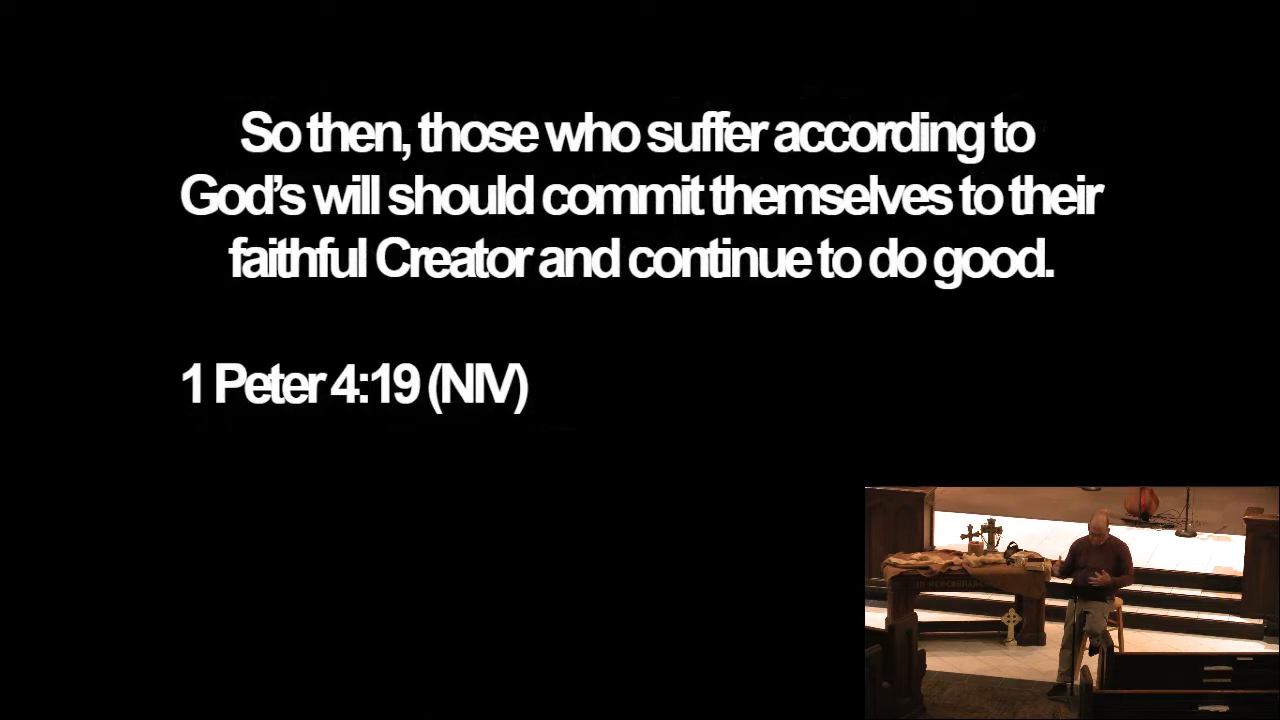 So then, those who suffer according to
God's will should commit themselves to their
faithful Creator and continue to do good.
1 Peter 4:19 (NIV)